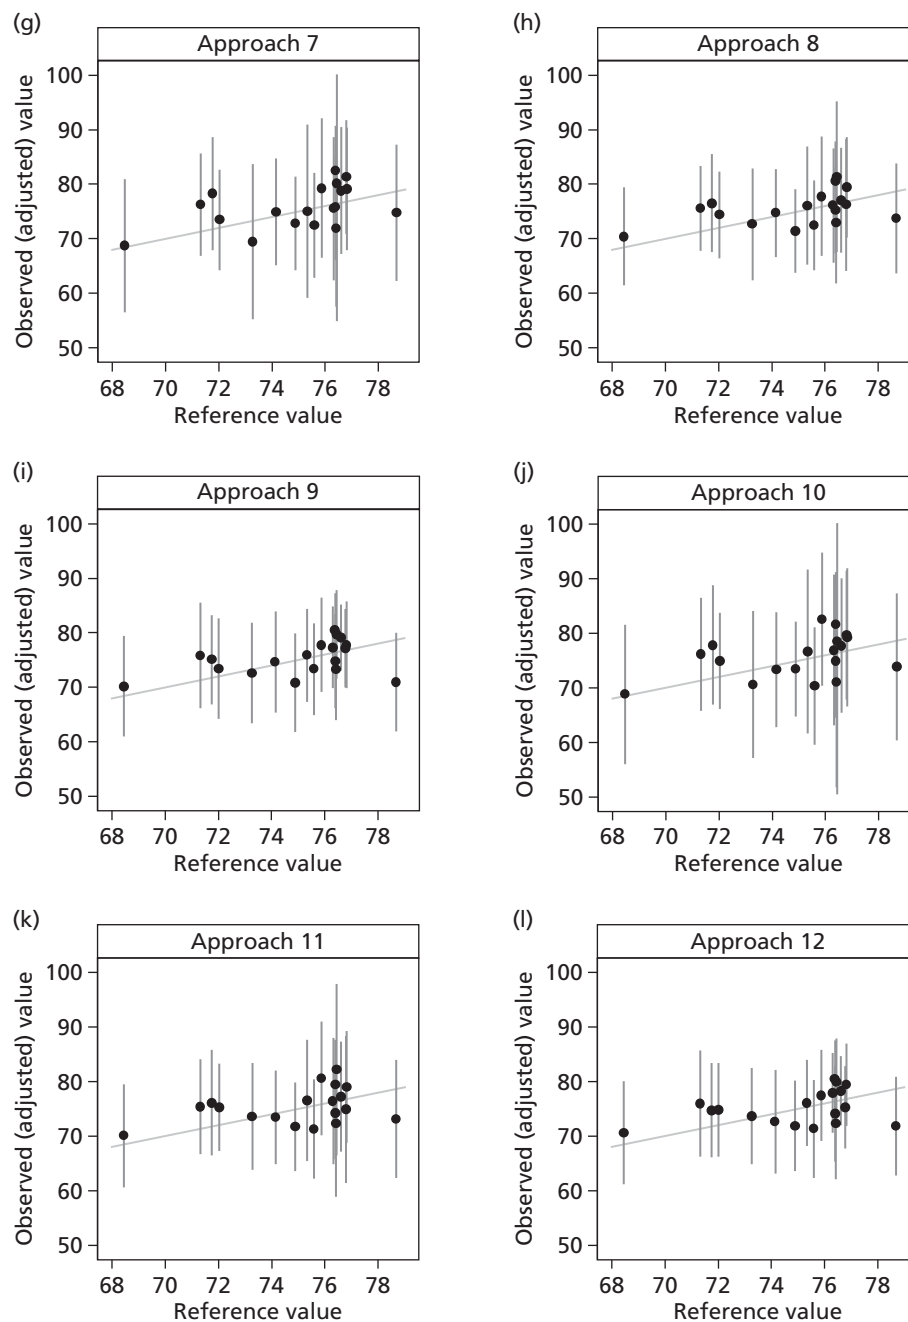 (g)
Approach 7
Observed (adjusted) value
100
90
80
70
60
50
68 70 72 74 76 78
Reference value
(h)
Approach 8
Observed (adjusted) value
100
90
80
70
60
50
68 70 72 74 76 78
Reference value
(i)
Approach 9
Observed (adjusted) value
100
90
80
70
60
50
68 70 72 74 76 78
Reference value
(j)
Approach 10
Observed (adjusted) value
100
90
80
70
60
50
68 70 72 74 76 78
Reference value
(k)
Approach 11
Observed (adjusted) value
100
90
80
70
60
50
68 70 72 74 76 78
Reference value
(l)
Approach 12
Observed (adjusted) value
100
90
80
70
60
50
68 70 72 74 76 78
Reference value